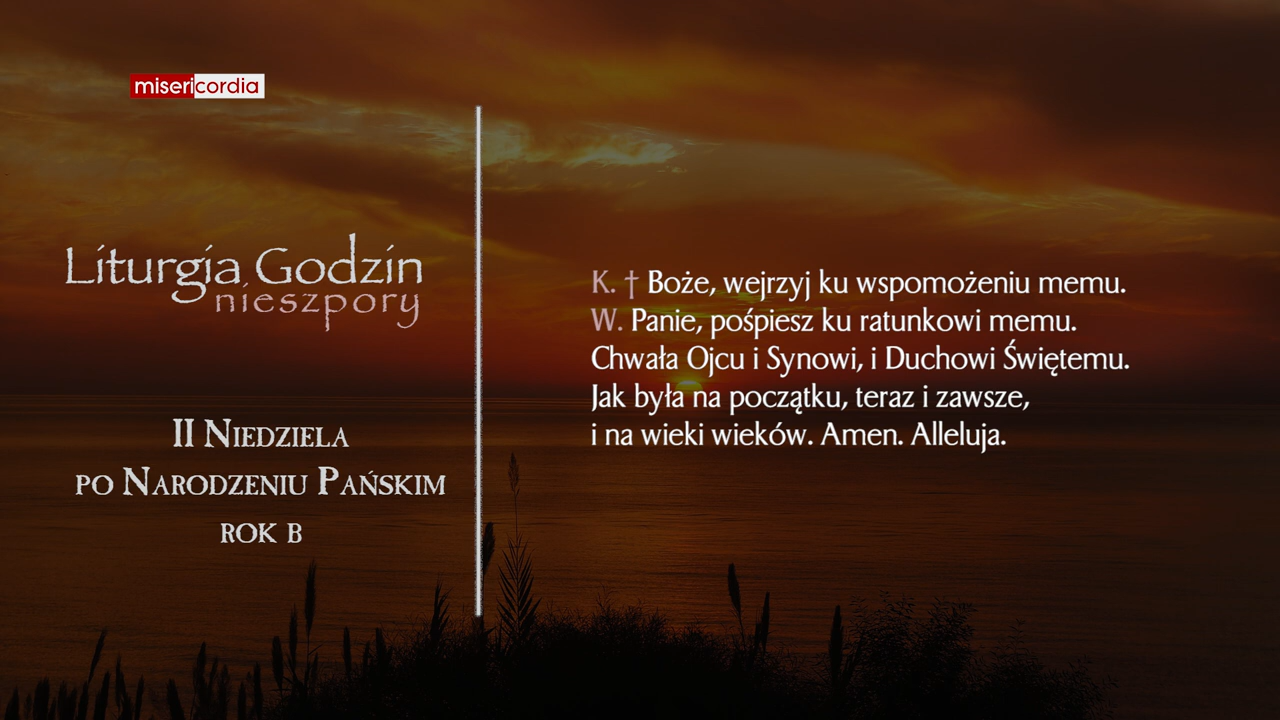 misericordia
Liturgia Godzin
nieszpory
II Niedziela
po Narodzeniu Pańskim
rok B
K. † Boże, wejrzyj ku wspomożeniu memu.
W. Panie, pośpiesz ku ratunkowi memu.
Chwała Ojcu i Synowi, i Duchowi Świętemu.
Jak była na początku, teraz i zawsze,
i na wieki wieków. Amen. Alleluja.